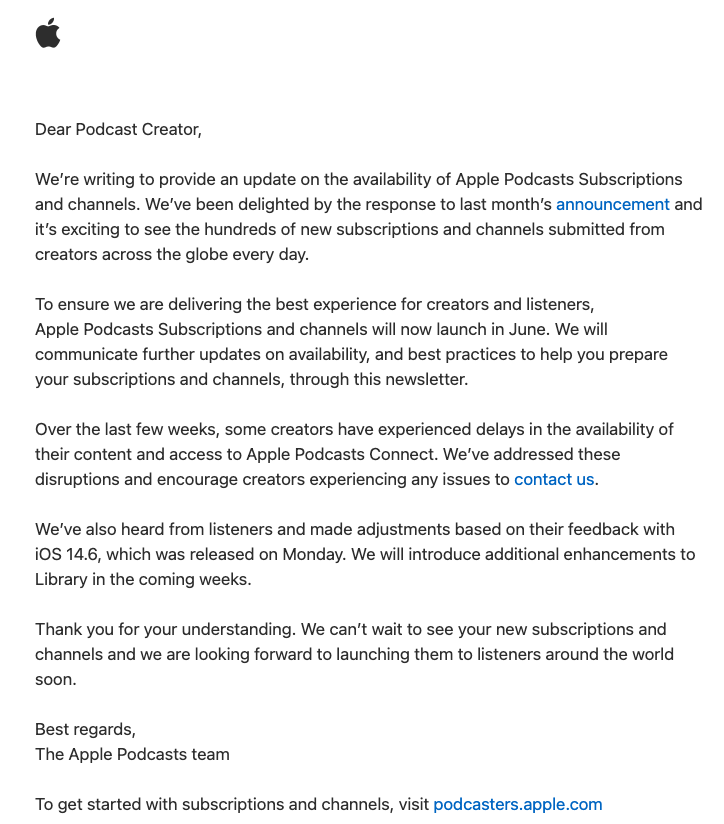 Dear Podcast Creator,
We’re writing to provide an update on the availability of Apple Podcasts Subscriptions
and channels. We’ve been delighted by the response to last month’s announcement and
it’s exciting to see the hundreds of new subscriptions and channels submitted from
creators across the globe every day.
To ensure we are delivering the best experience for creators and listeners,
Apple Podcasts Subscriptions and channels will now launch in June. We will
communicate further updates on availability, and best practices to help you prepare
your subscriptions and channels, through this newsletter.
Over the last few weeks, some creators have experienced delays in the availability of
their content and access to Apple Podcasts Connect. We’ve addressed these
disruptions and encourage creators experiencing any issues to contact us.
We’ve also heard from listeners and made adjustments based on their feedback with
iOS 14.6, which was released on Monday. We will introduce additional enhancements to
Library in the coming weeks.
Thank you for your understanding. We can’t wait to see your new subscriptions and
channels and we are looking forward to launching them to listeners around the world
soon.
Best regards,
The Apple Podcasts team
To get started with subscriptions and channels, visit podcasters.apple.com